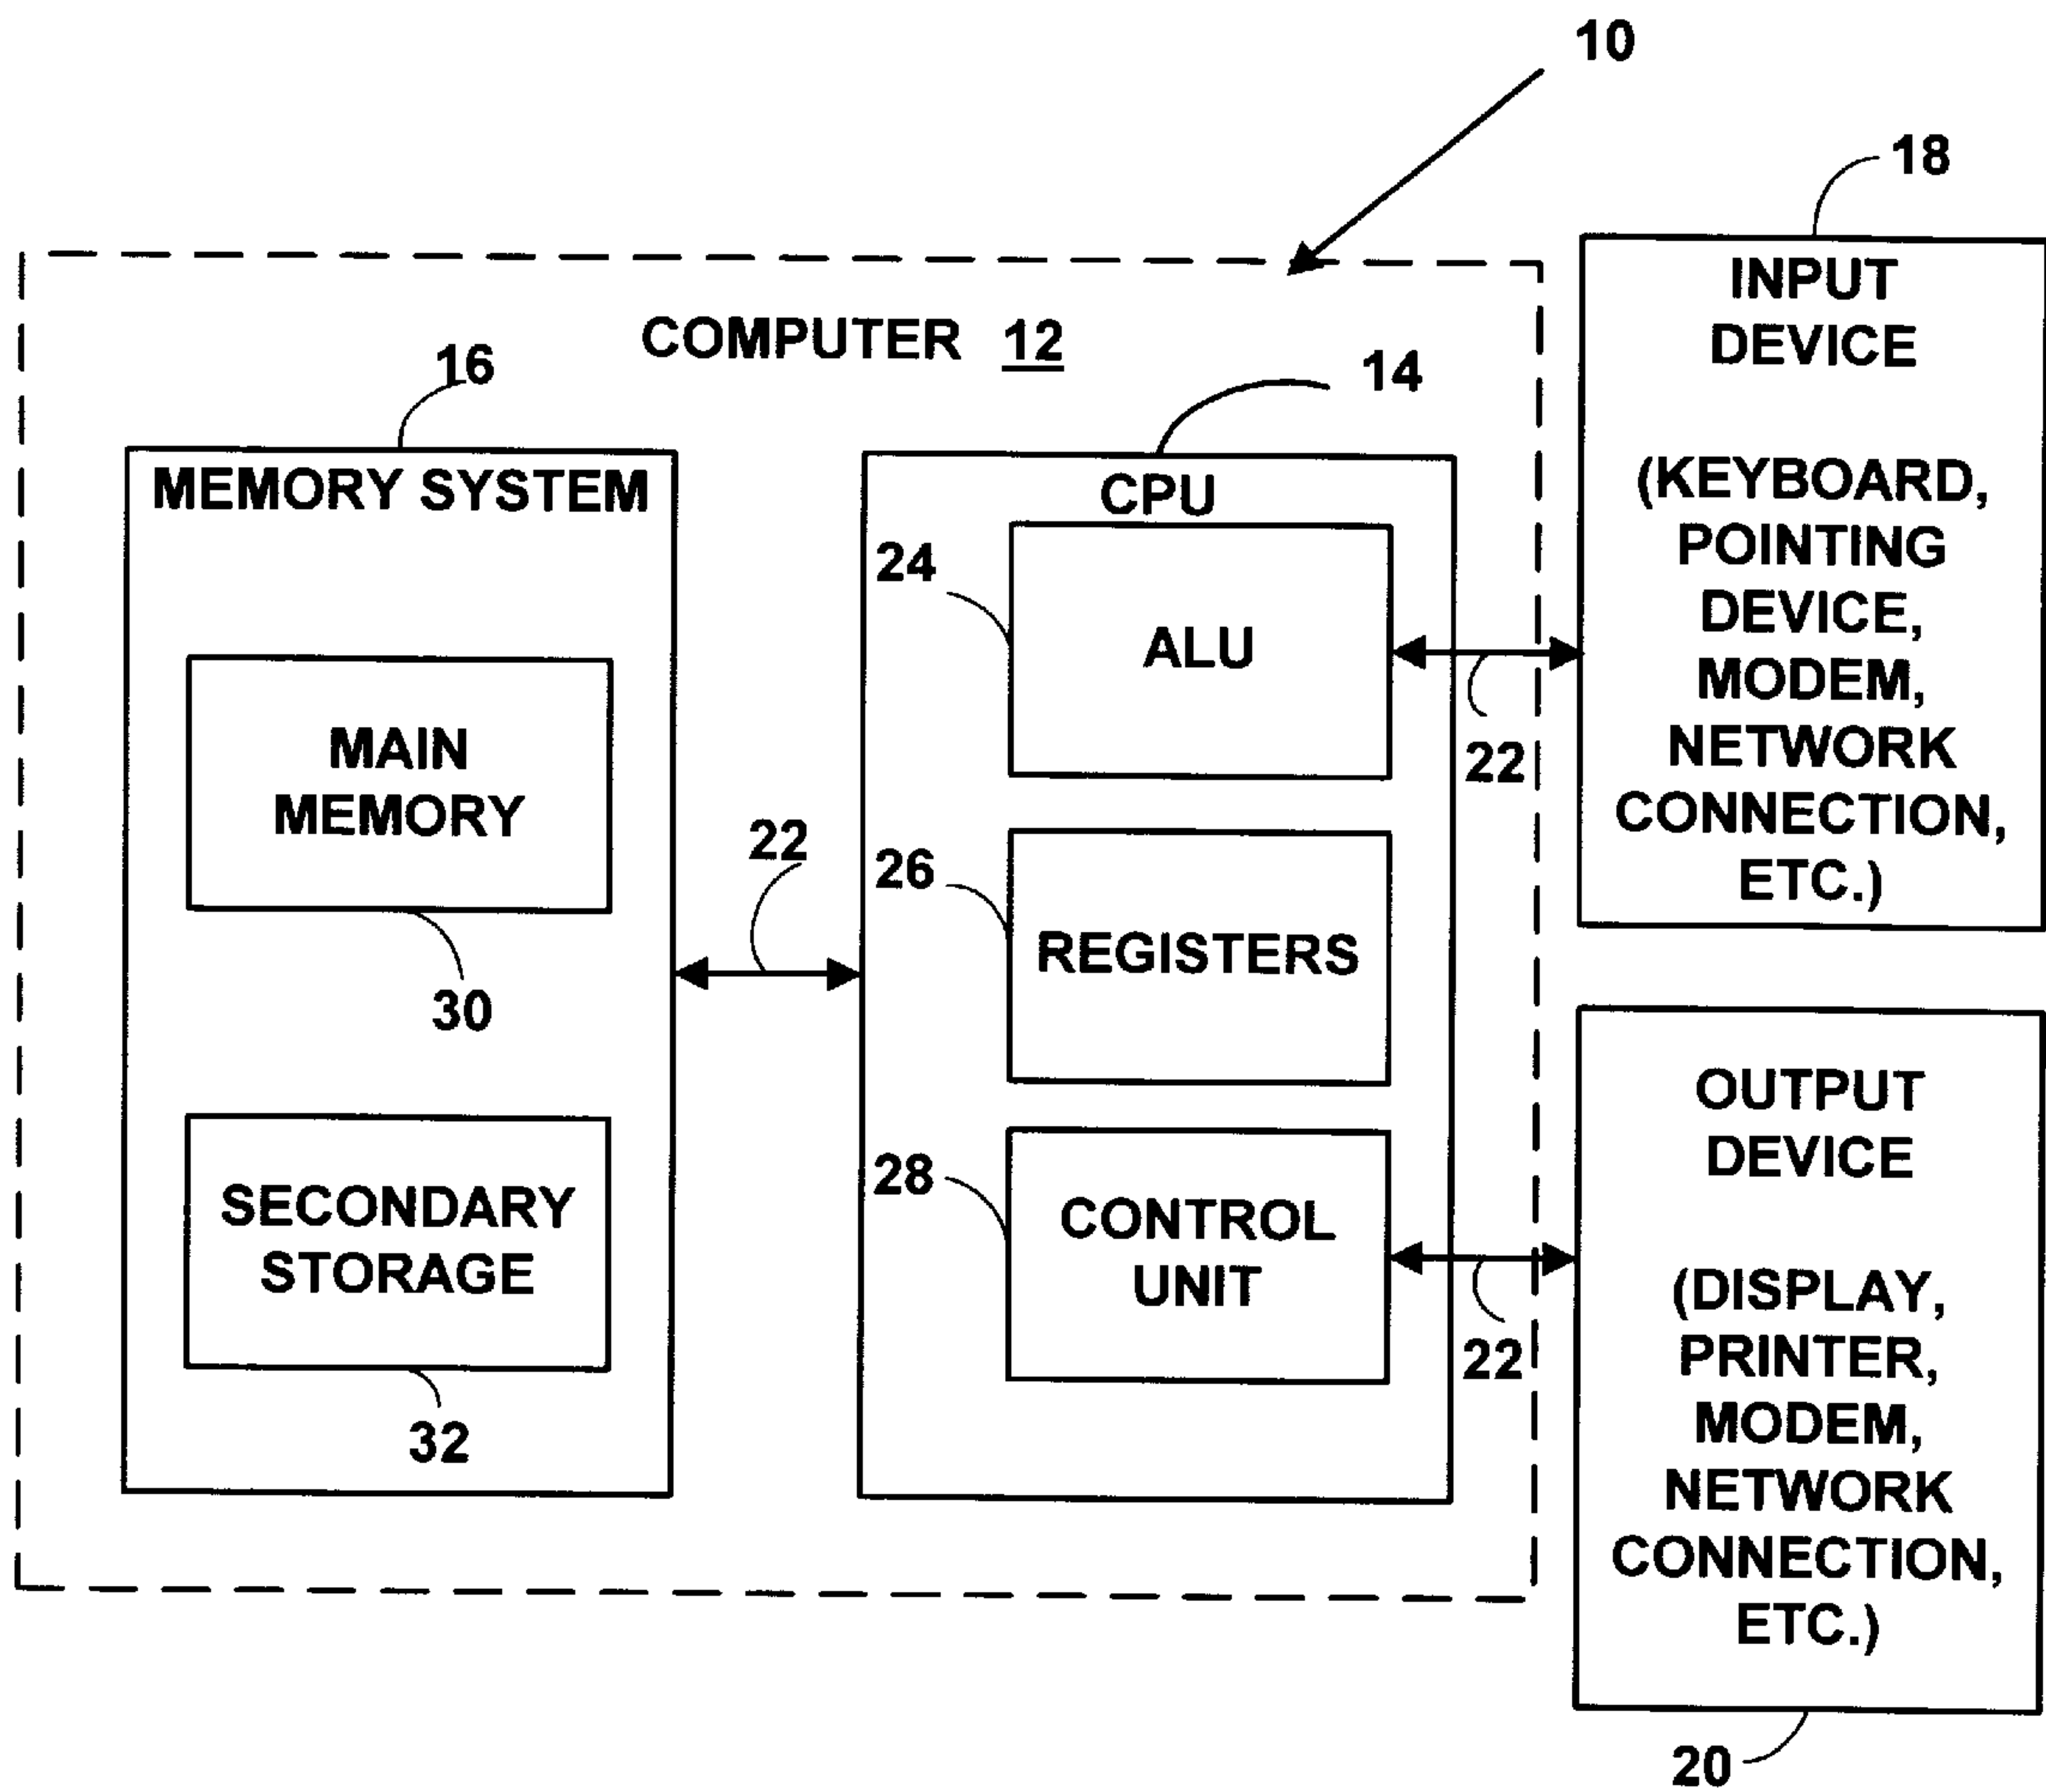 10
18
COMPUTER 12
16
14
MEMORY SYSTEM
MAIN
MEMORY
30
SECONDARY
STORAGE
32
22
CPU
24
ALU
26
REGISTERS
28
CONTROL
UNIT
22
22
INPUT
DEVICE
(KEYBOARD,
POINTING
DEVICE,
MODEM,
NETWORK
CONNECTION,
ETC.)
OUTPUT
DEVICE
(DISPLAY,
PRINTER,
MODEM,
NETWORK
CONNECTION,
ETC.)
20